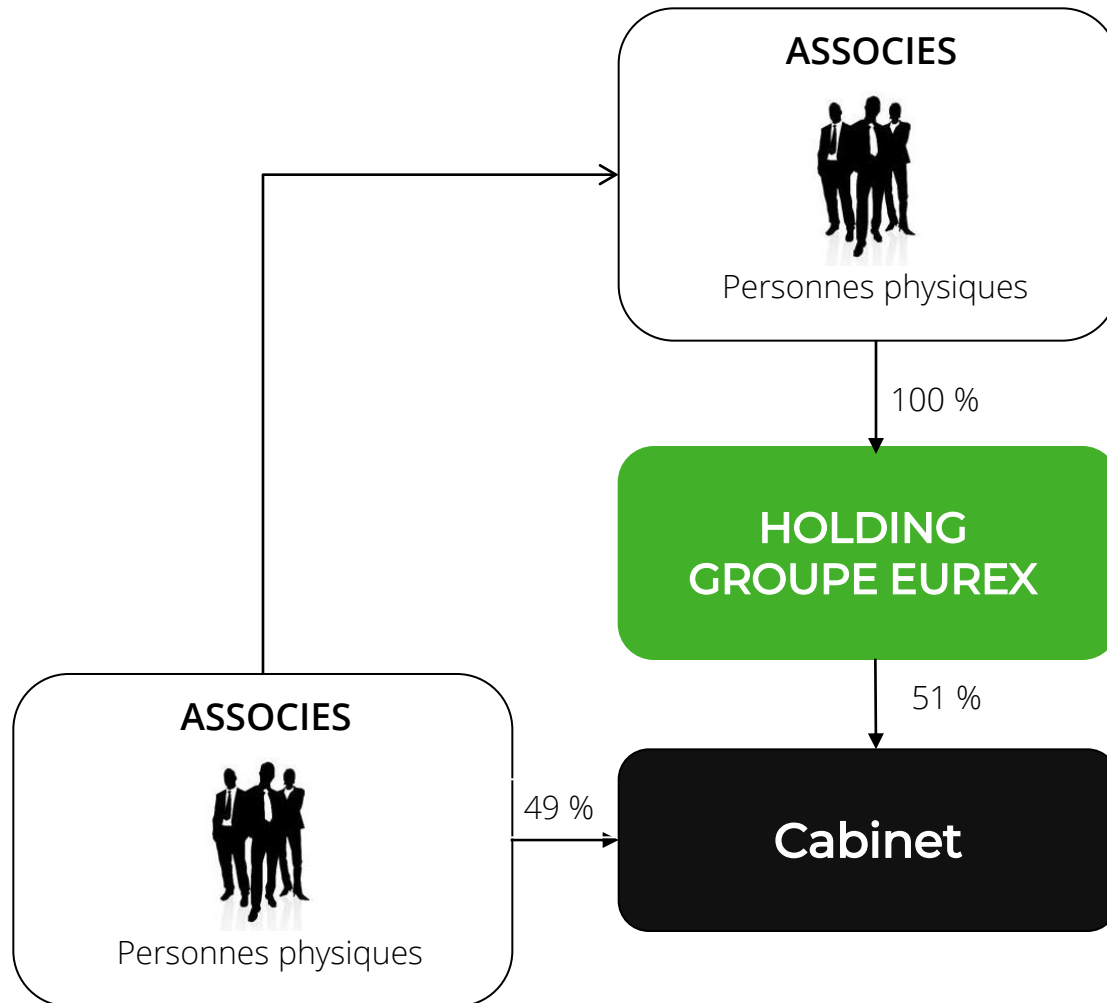 ASSOCIES
Personnes physiques
100 %
HOLDING
GROUPE EUREX
51 %
ASSOCIES
Personnes physiques
49 %
Cabinet